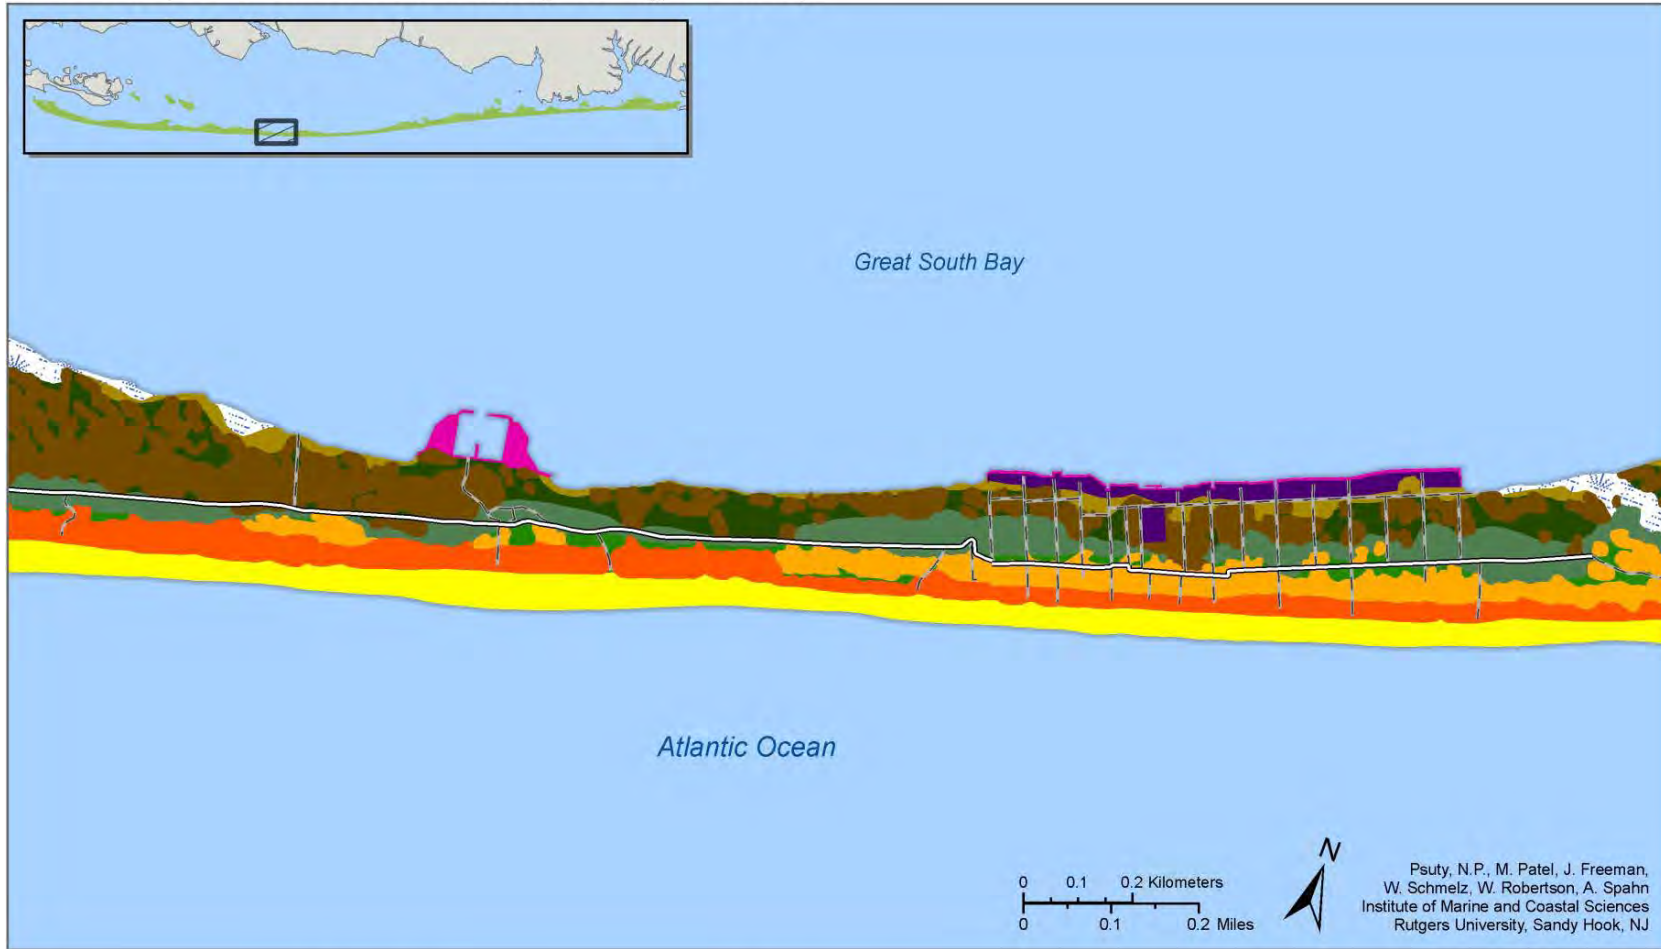 Great South Bay
Atlantic Ocean
0 0.1 0.2 Kilometers
0 0.1 0.2 Miles
N
Psuty, N.P., M. Patel, J. Freeman,
W. Schmelz, W. Robertson, A. Spahn
Institute of Marine and Coastal Sciences
Rutgers University, Sandy Hook, NJ